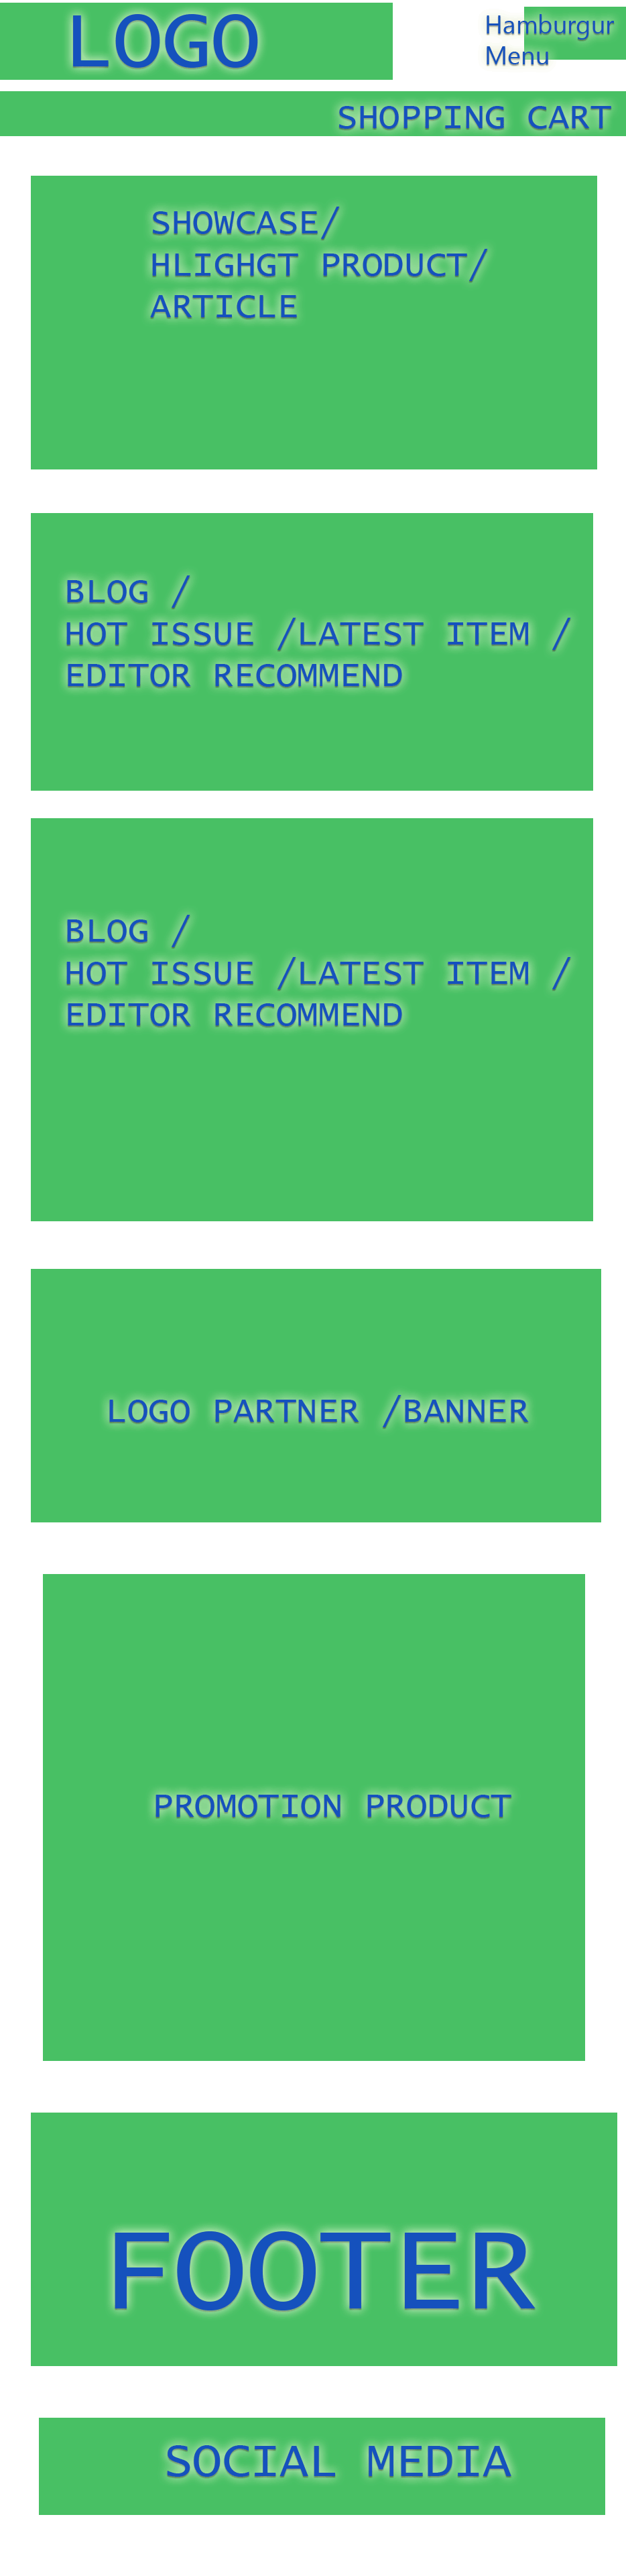 LOGO
Hamburgur
Menu
SHOPPING CART
SHOWCASE/
HLIGHGT PRODUCT/
ARTICLE
BLOG /
HOT ISSUE /LATEST ITEM /
EDITOR RECOMMEND
BLOG /
HOT ISSUE /LATEST ITEM /
EDITOR RECOMMEND
LOGO PARTNER /BANNER
PROMOTION PRODUCT
FOOTER
SOCIAL MEDIA